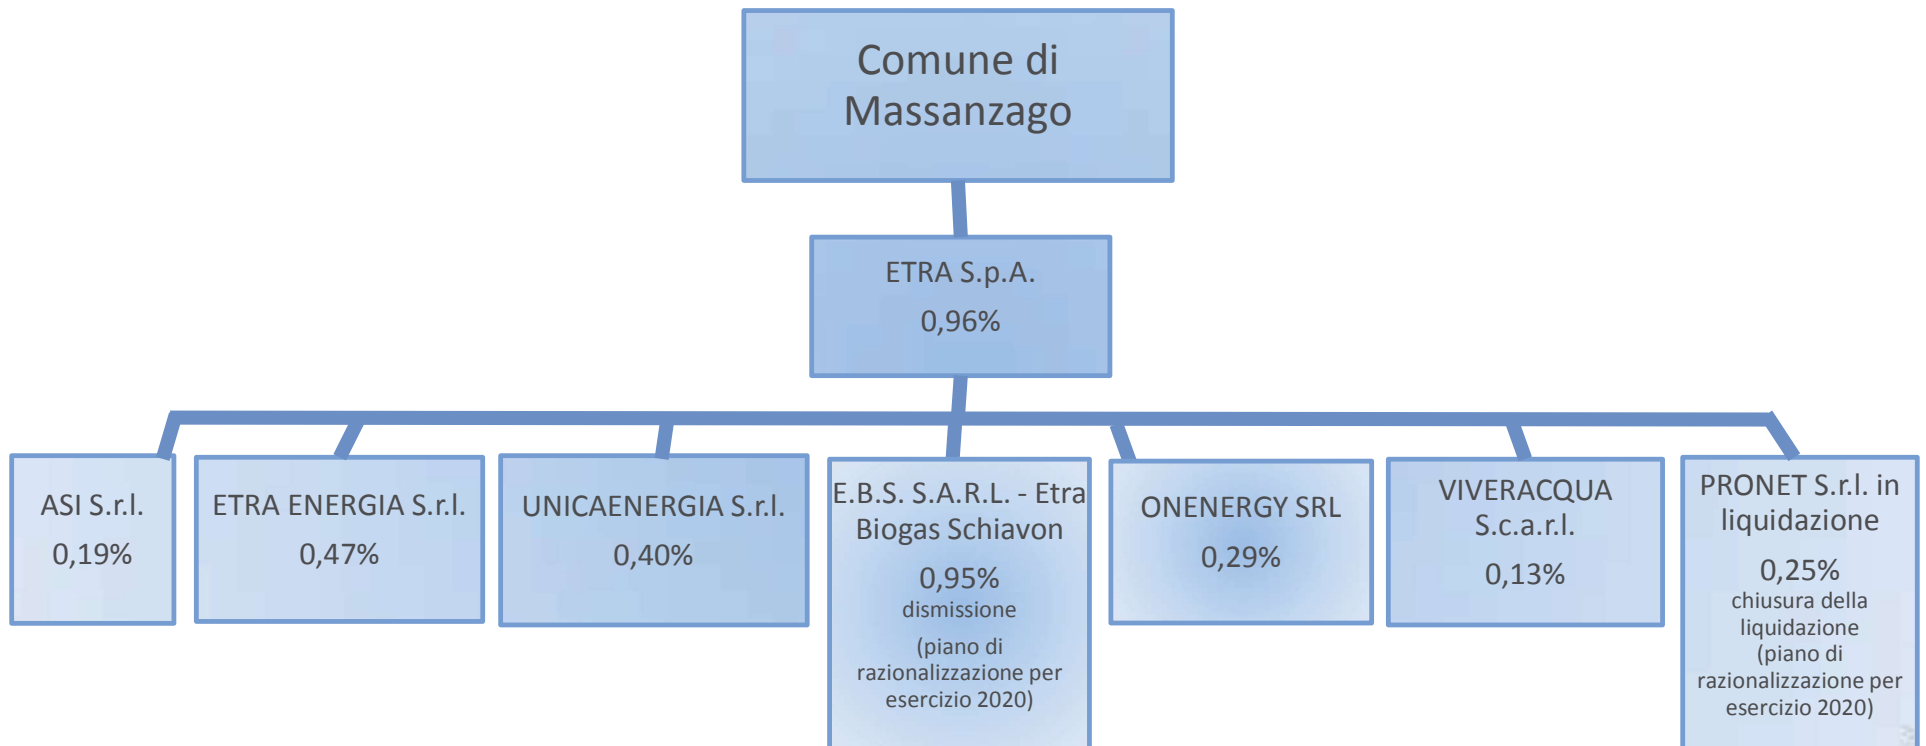 Comune di
Massanzago
ETRA S.p.A.
0,96%
ASI S.r.l.
0,19%
ETRA ENERGIA S.r.l.
0,47%
UNICAENERGIA S.r.l.
0,40%
E.B.S. S.A.R.L. - Etra
Biogas Schiavon
0,95%
dismissione
(piano di
razionalizzazione per
esercizio 2020)
ONENERGY SRL
0,29%
VIVERACQUA
S.c.a.r.l.
0,13%
PRONET S.r.l. in
liquidazione
0,25%
chiusura della
liquidazione
(piano di
razionalizzazione per
esercizio 2020)